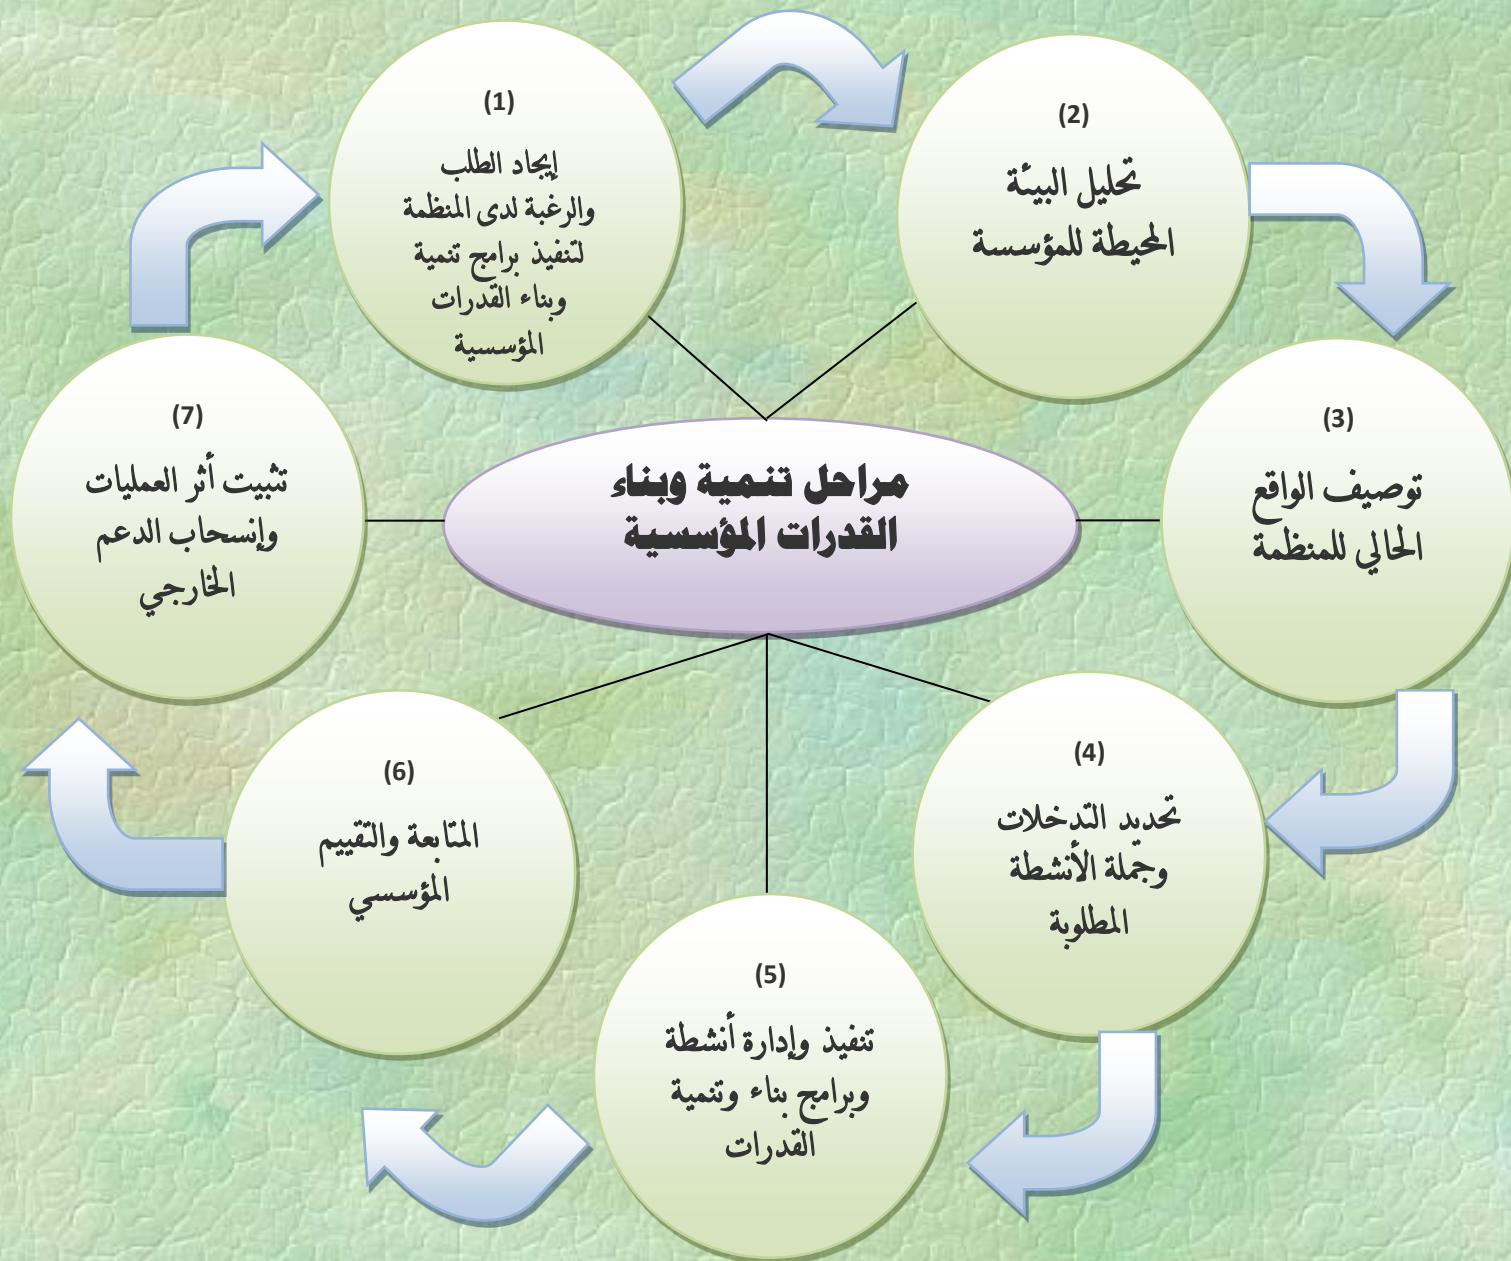 مراحل تنمية وبناء
القدرات المؤسسية
(1)
إيجاد الطلب
والرغبة لدى المنظمة
لتنفيذ برامج تنمية
وبناء القدرات
المؤسسية
(2)
تحليل البيئة
المحيطة للمؤسسة
(3)
توصيف الواقع
الحالي للمنظمة
(4)
تحديد التدخلات
وجملة الأنشطة
المطلوبة
(5)
تنفيذ وإدارة أنشطة
وبرامج بناء وتنمية
القدرات
(6)
المتابعة والتقييم
المؤسسي
(7)
تثبيت أثر العمليات
وإنسحاب الدعم
الخارجي